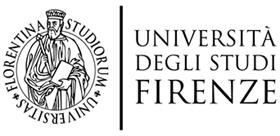 FLORENTINA STUDIORUM UNIVERSITAS
UNIVERSITÀ
DEGLI STUDI
FIRENZE